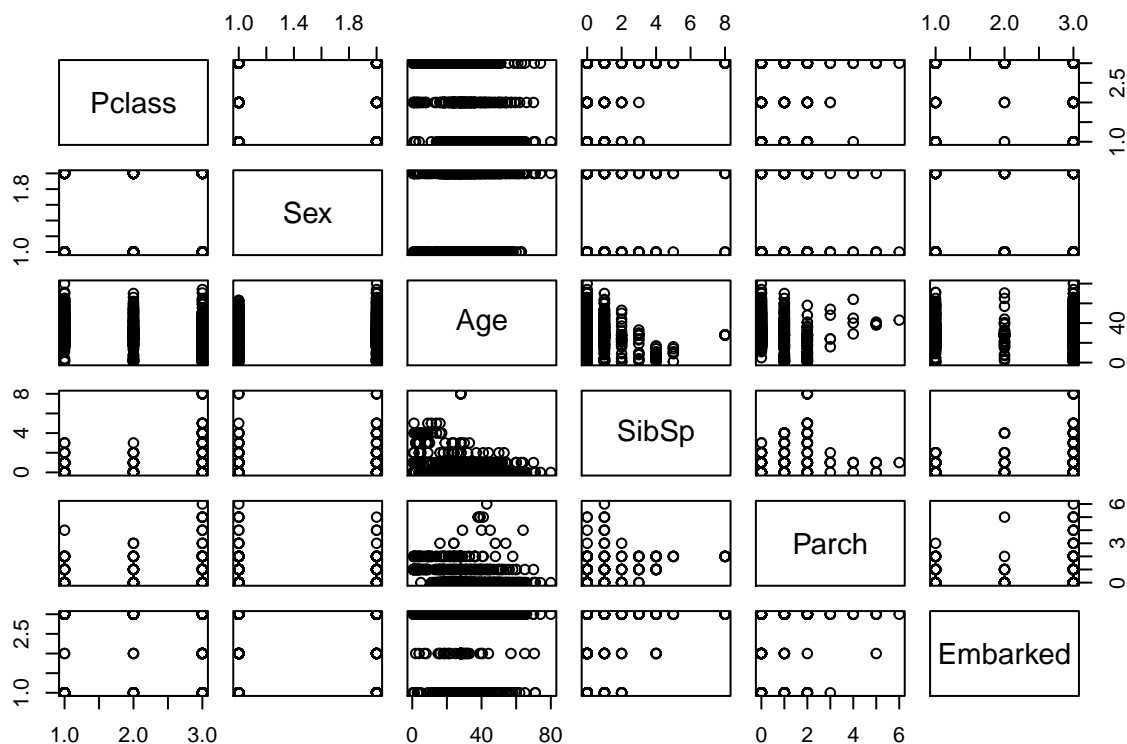 1.0 1.4 1.8 0 2 4 6 8 1.0 2.0 3.0
Pclass 1.0 2.5
1.0 1.8 Sex
Age 0 40
0 4 8 SibSp
Parch 0 3 6
1.0 2.5 Embarked
1.0 2.0 3.0 0 40 80 0 2 4 6